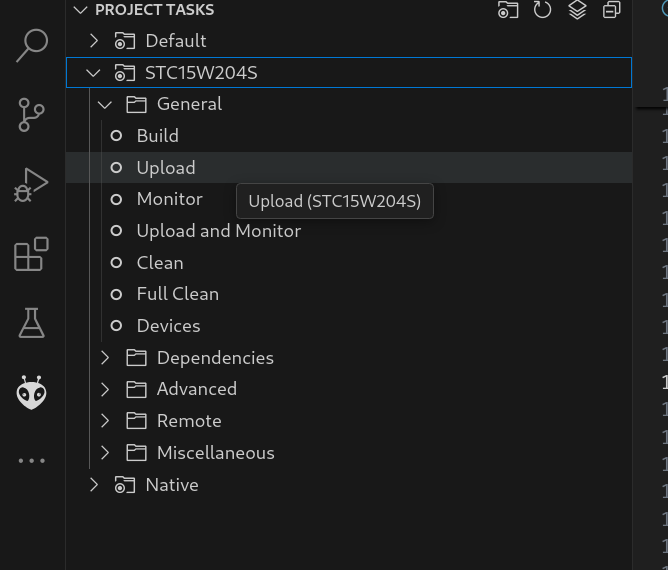 PROJECT TASKS
Default
STC15W204S
General
Build
Upload
Monitor
Upload (STC15W204S)
Upload and Monitor
Clean
Full Clean
Devices
Dependencies
Advanced
Remote
Miscellaneous
Native